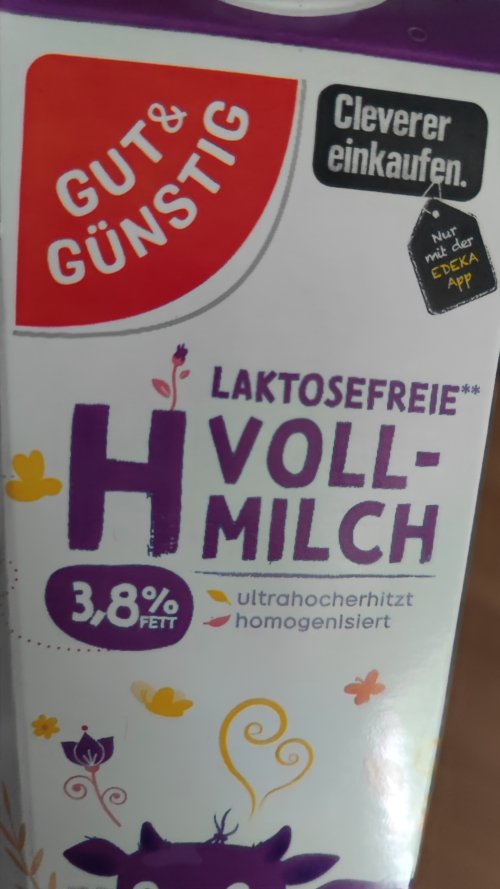 GUT&
GÜNSTIG
Cleverer
einkaufen.
Nur
mit der
EDEKA
App
LAKTOSEFREIE**
H VOLL-
MILCH
3,8% FETT
ultrahocherhitzt
homogenisiert